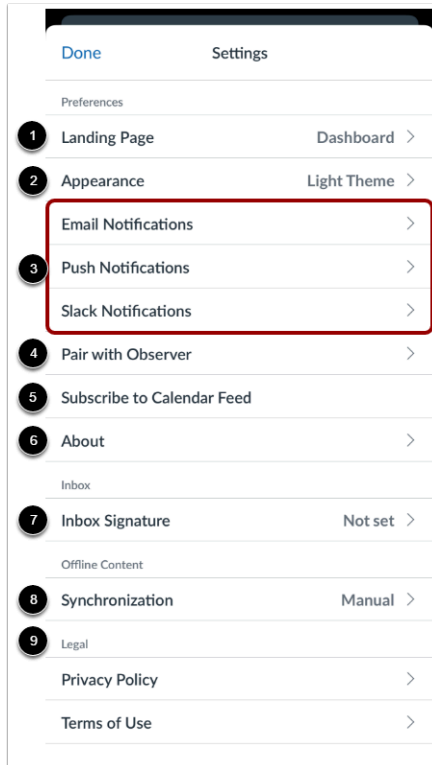 Done Settings
Preferences
1 Landing Page Dashboard
2 Appearance Light Theme
Email Notifications
3 Push Notifications
Slack Notifications
4 Pair with Observer
5 Subscribe to Calendar Feed
6 About
Inbox
7 Inbox Signature Not set
Offline Content
8 Synchronization Manual
9 Legal
Privacy Policy
Terms of Use